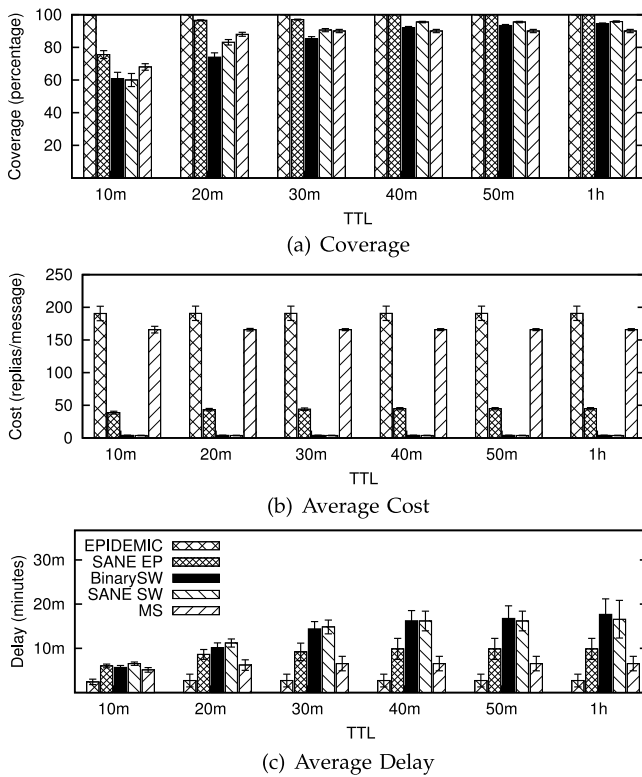 100
80
60
40
20
Coverage (percentage)
10m 20m 30m 40m 50m 1h
TTL
(a) Coverage
250
200
150
100
50
0
Cost (replias/message)
10m 20m 30m 40m 50m 1h
TTL
(b) Average Cost
30m
20m
10m
Delay (minutes)
EPIDEMIC
SANE EP
BinarySW
SANE SW
MS
10m 20m 30m 40m 50m 1h
TTL
(c) Average Delay